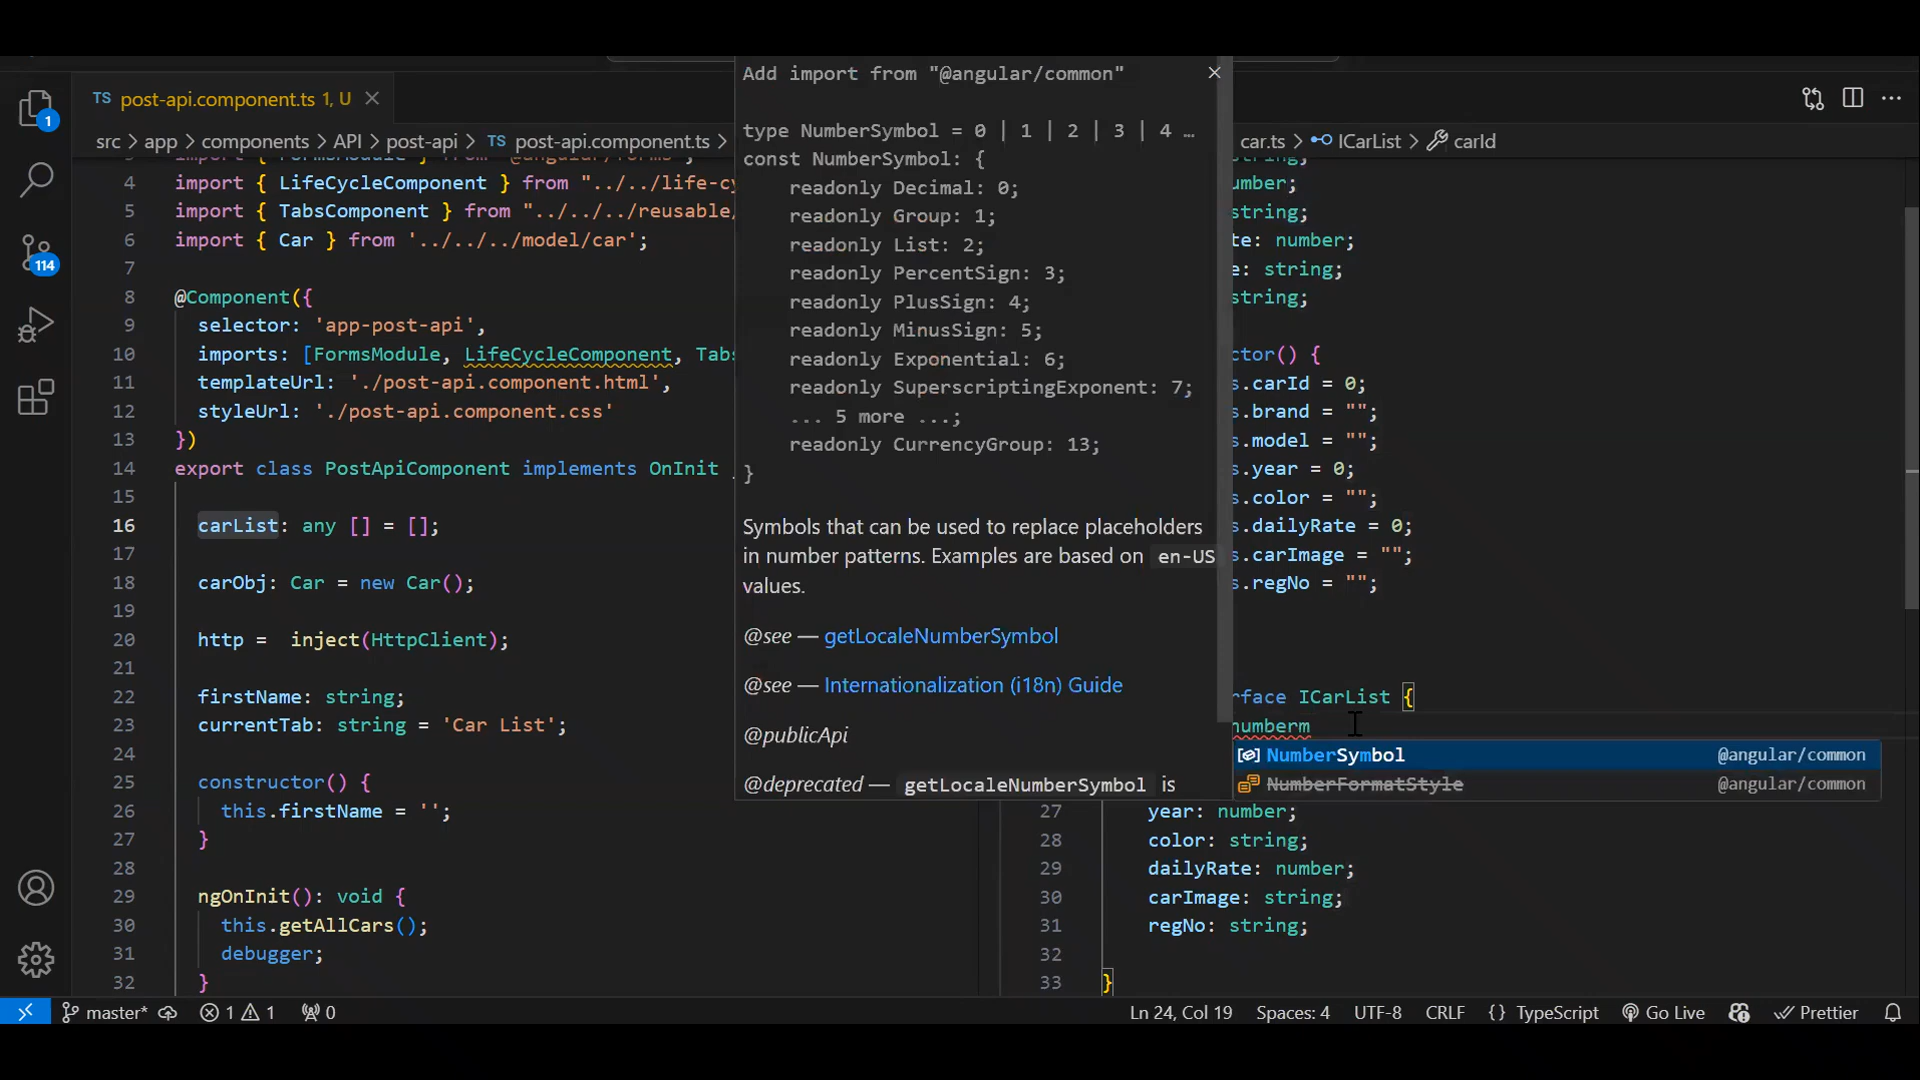 TS post-api.component.ts 1, U
src > app > components > API > post-api > TS post-api.component.ts >
4 import { LifeCycleComponent } from "../../life-cy
5 import { TabsComponent } from "../../../reusable/
6 import { Car } from '../../../model/car';
7
8 @Component({
9 selector: 'app-post-api',
10 imports: [FormsModule, LifeCycleComponent, Tabs
11 templateUrl: './post-api.component.html',
12 styleUrl: './post-api.component.css'
13 })
14 export class PostApiComponent implements OnInit
15
16 carList: any [] = [];
17
18 carObj: Car = new Car();
19
20 http = inject(HttpClient);
21
22 firstName: string;
23 currentTab: string = 'Car List';
24
25 constructor() {
26 this.firstName = '';
27 }
28
29 ngOnInit(): void {
30 this.getAllCars();
31 debugger;
32 }
1
114
Add import from "@angular/common"
type NumberSymbol = 0 | 1 | 2 | 3 | 4 …
const NumberSymbol: {
readonly Decimal: 0;
readonly Group: 1;
readonly List: 2;
readonly PercentSign: 3;
readonly PlusSign: 4;
readonly MinusSign: 5;
readonly Exponential: 6;
readonly SuperscriptingExponent: 7;
... 5 more ...;
readonly CurrencyGroup: 13;
}
Symbols that can be used to replace placeholders
in number patterns. Examples are based on en-US
values.
@see — getLocaleNumberSymbol
@see — Internationalization (i18n) Guide
@publicApi
@deprecated — getLocaleNumberSymbol is
car.ts > ICarList > carId
string;
umber;
string;
te: number;
e: string;
string;
ctor() {
s.carId = 0;
s.brand = "";
s.model = "";
s.year = 0;
s.color = "";
s.dailyRate = 0;
s.carImage = "";
s.regNo = "";
rface ICarList {
numberm
NumberSymbol @angular/common
NumberFormatStyle @angular/common
27 year: number;
28 color: string;
29 dailyRate: number;
30 carImage: string;
31 regNo: string;
32
33 }
master* 1 1 0 Ln 24, Col 19 Spaces: 4 UTF-8 CRLF {} TypeScript Go Live Prettier